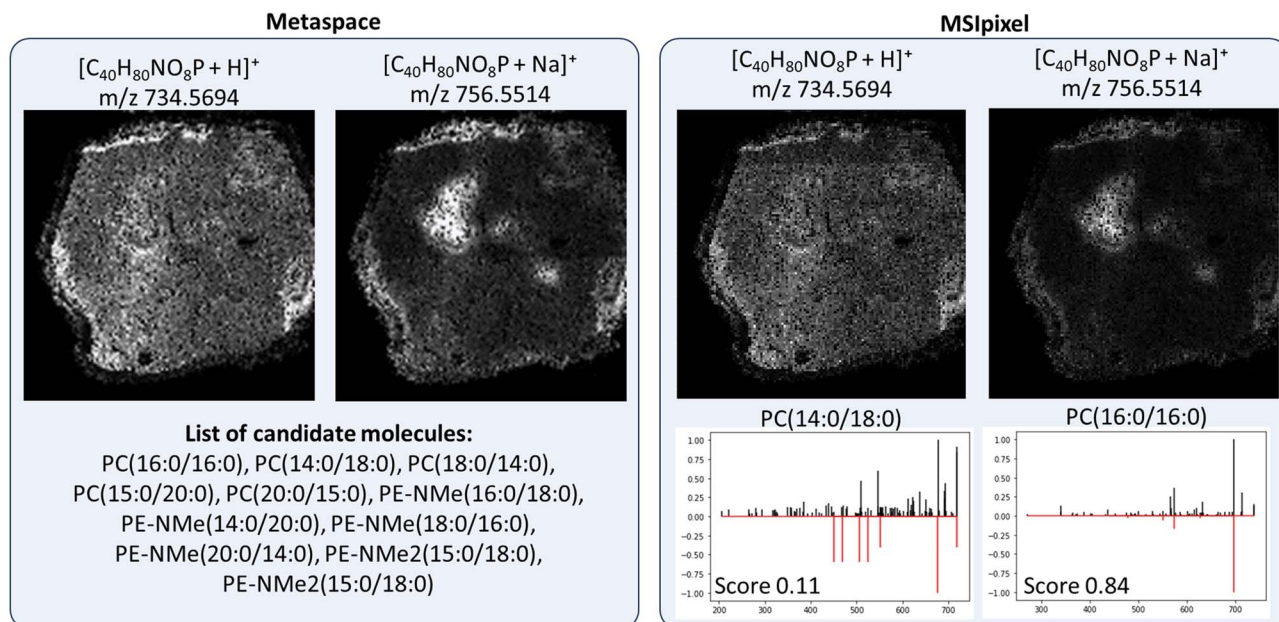 Metaspace
[C₄₀H₈₀NO₈P + H]⁺
m/z 734.5694
[C₄₀H₈₀NO₈P + Na]⁺
m/z 756.5514
List of candidate molecules:
PC(16:0/16:0), PC(14:0/18:0), PC(18:0/14:0),
PC(15:0/20:0), PC(20:0/15:0), PE-NMe(16:0/18:0),
PE-NMe(14:0/20:0), PE-NMe(18:0/16:0),
PE-NMe(20:0/14:0), PE-NMe2(15:0/18:0),
PE-NMe2(15:0/18:0)
MSIpixel
[C₄₀H₈₀NO₈P + H]⁺
m/z 734.5694
[C₄₀H₈₀NO₈P + Na]⁺
m/z 756.5514
PC(14:0/18:0)
1.00
0.75
0.50
0.25
0.00
−0.25
−0.50
−0.75
−1.00
Score 0.11
200 300 400 500 600 700
PC(16:0/16:0)
1.00
0.75
0.50
0.25
0.00
−0.25
−0.50
−0.75
−1.00
Score 0.84
300 400 500 600 700